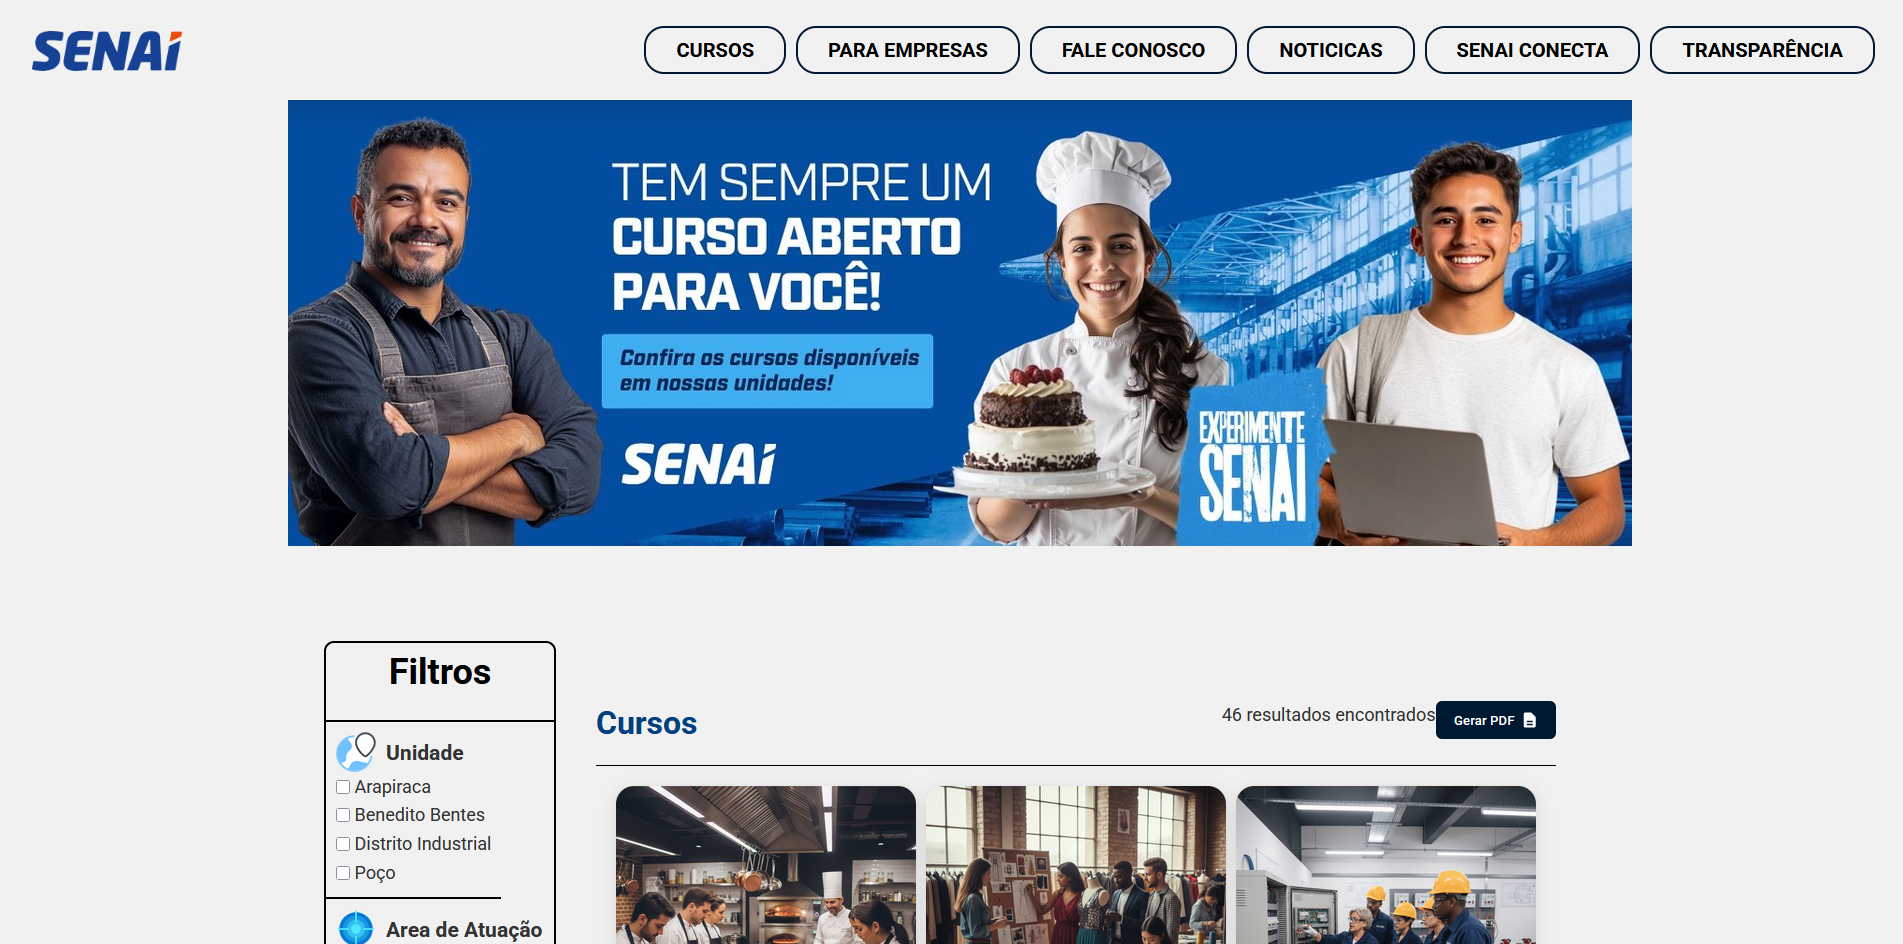 SENAI
CURSOS
PARA EMPRESAS
FALE CONOSCO
NOTICICAS
SENAI CONECTA
TRANSPARÊNCIA
TEM SEMPRE UM
CURSO ABERTO
PARA VOCÊ!
Confira os cursos disponíveis
em nossas unidades!
SENAI
EXPERIMENTE
SENAI
Filtros
Unidade
Arapiraca
Benedito Bentes
Distrito Industrial
Poço
Area de Atuação
Cursos
46 resultados encontrados
Gerar PDF